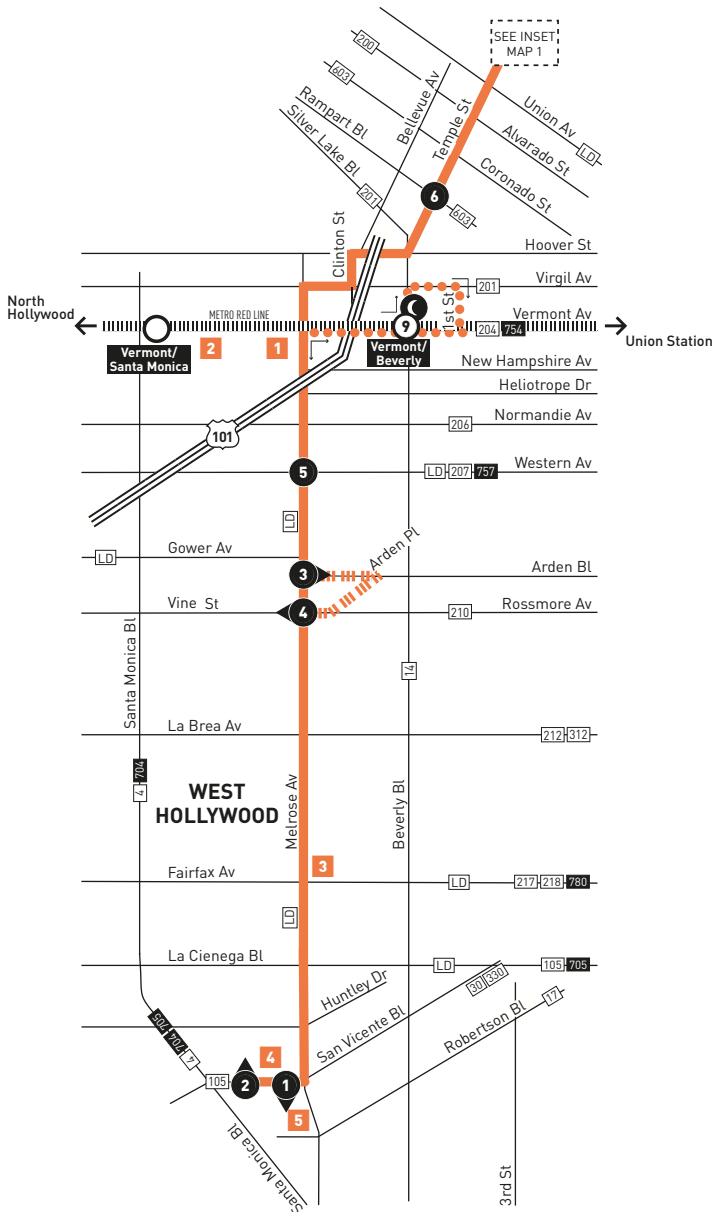 SEE INSET
MAP 1
200
603
Bellevue Av
Temple St
Union Av
LD
Rampart Bl
Silver Lake Bl
Alvarado St
Coronado St
201
6
603
Clinton St
Hoover St
201
Virgil Av
North
Hollywood
METRO RED LINE
9
1st St
Vermont Av
204
754
Union Station
Vermont/
Santa Monica
2
1
Vermont/
Beverly
New Hampshire Av
Heliotrope Dr
Normandie Av
206
101
5
LD
207
757
Western Av
LD
Gower Av
LD
Arden Pl
3
Arden Bl
Vine St
4
210
Rossmore Av
Santa Monica Bl
14
La Brea Av
212
312
704
4
WEST
HOLLYWOOD
Melrose Av
Beverly Bl
3
Fairfax Av
LD
217
218
780
LD
La Cienega Bl
LD
105
705
Huntley Dr
30
330
17
San Vicente Bl
Robertson Bl
705
704
4
4
105
2
1
5
Santa Monica Bl
3rd St